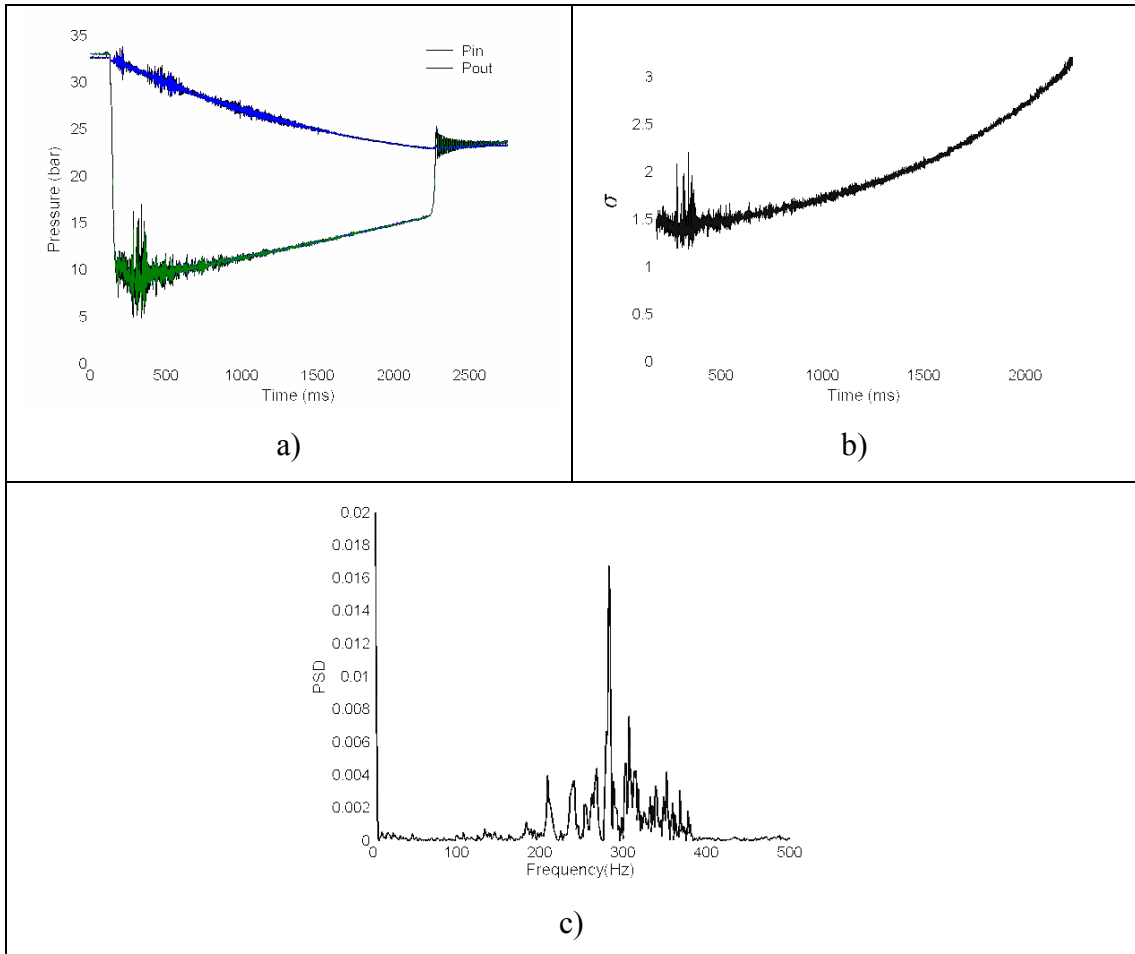 35
30
25
20
15
10
5
0
Pressure (bar)
Pin
Pout
0 500 1000 1500 2000 2500
Time (ms)
a)
3
2.5
2
1.5
1
0.5
0
σ
500 1000 1500 2000
Time (ms)
b)
0.02
0.018
0.016
0.014
0.012
0.01
0.008
0.006
0.004
0.002
0
PSD
0 100 200 300 400 500
Frequency(Hz)
c)